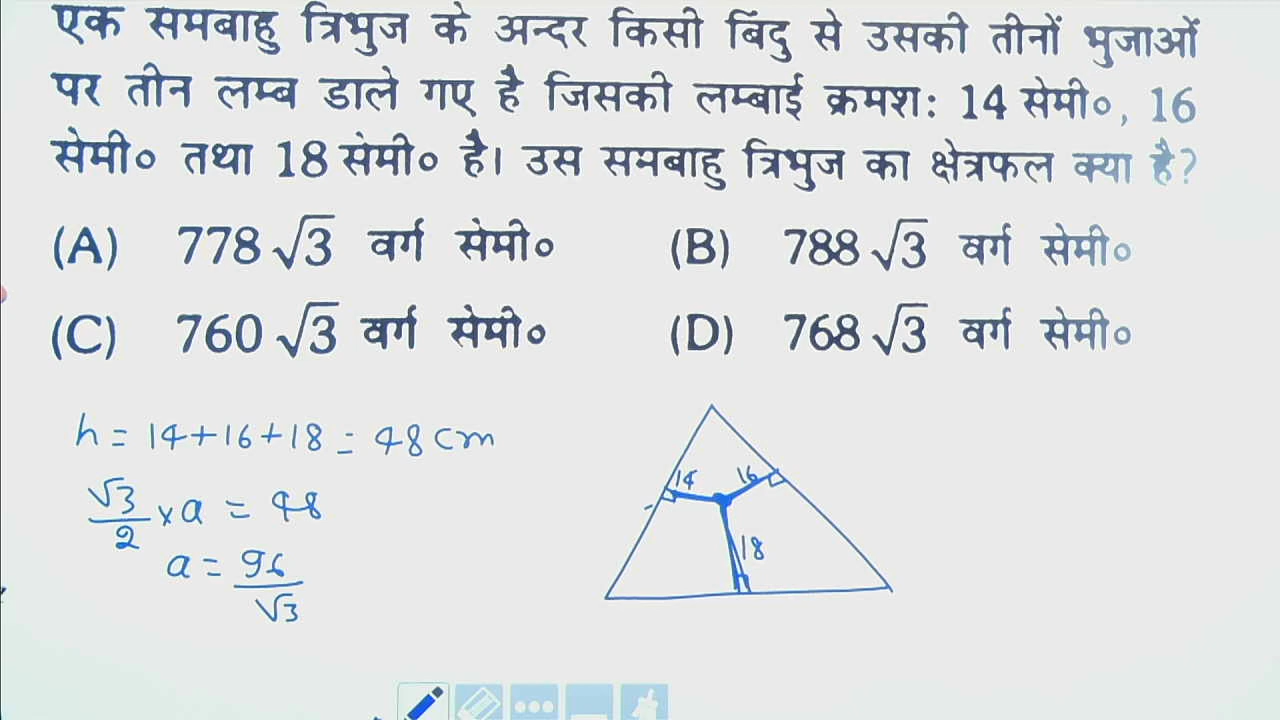 एक समबाहु त्रिभुज के अन्दर किसी बिंदु से उसकी तीनों भुजाओं
पर तीन लम्ब डाले गए है जिसकी लम्बाई क्रमशः 14 सेमी०, 16
सेमी० तथा 18 सेमी० है। उस समबाहु त्रिभुज का क्षेत्रफल क्या है?
(A) 778√3 वर्ग सेमी० (B) 788√3 वर्ग सेमी०
(C) 760√3 वर्ग सेमी० (D) 768√3 वर्ग सेमी०
h = 14+16+18 = 48 cm
√3/2 × a = 48
a = 96/√3
14 16
18